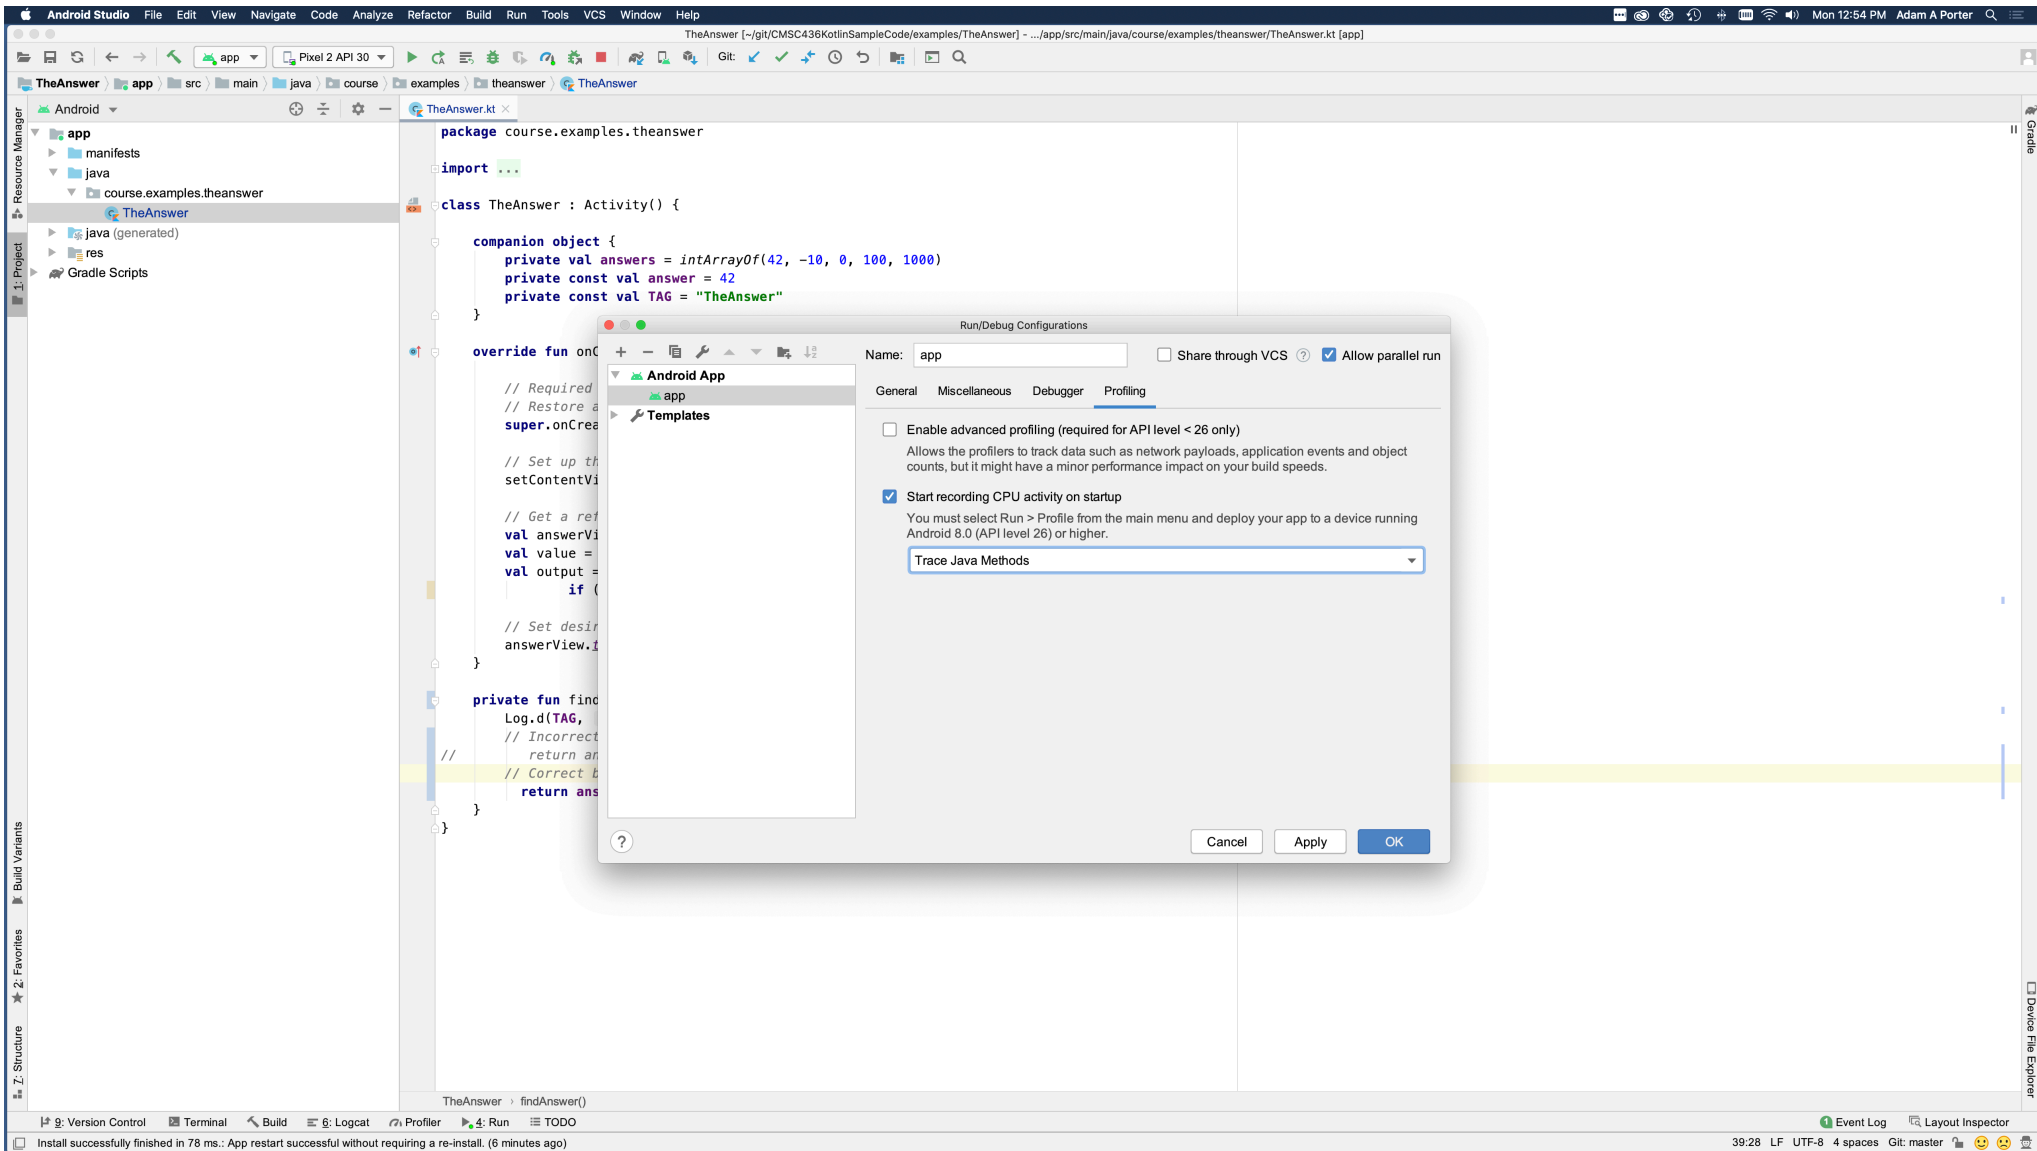 Android Studio File Edit View Navigate Code Analyze Refactor Build Run Tools VCS Window Help Mon 12:54 PM Adam A Porter
TheAnswer [~/git/CMSC436KotlinSampleCode/examples/TheAnswer] - .../app/src/main/java/course/examples/theanswer/TheAnswer.kt [app]
app Pixel 2 API 30 Git:
TheAnswer app src main java course examples theanswer TheAnswer
Android
TheAnswer.kt
app
manifests
java
course.examples.theanswer
TheAnswer
java (generated)
res
Gradle Scripts
Resource Manager
1: Project
Build Variants
2: Favorites
7: Structure
package course.examples.theanswer
import ...
class TheAnswer : Activity() {
companion object {
private val answers = intArrayOf(42, -10, 0, 100, 1000)
private const val answer = 42
private const val TAG = "TheAnswer"
}
override fun onC
// Required
// Restore a
super.onCrea
// Set up th
setContentVi
// Get a ref
val answerVi
val value =
val output =
if (
// Set desir
answerView.t
}
private fun find
Log.d(TAG,
// Incorrect
// return an
// Correct b
return ans
}
}
Run/Debug Configurations
Android App
app
Templates
Name: app Share through VCS ? Allow parallel run
General Miscellaneous Debugger Profiling
Enable advanced profiling (required for API level < 26 only)
Allows the profilers to track data such as network payloads, application events and object
counts, but it might have a minor performance impact on your build speeds.
Start recording CPU activity on startup
You must select Run > Profile from the main menu and deploy your app to a device running
Android 8.0 (API level 26) or higher.
Trace Java Methods
? Cancel Apply OK
Gradle
Device File Explorer
TheAnswer › findAnswer()
9: Version Control Terminal Build 6: Logcat Profiler 4: Run TODO 1 Event Log Layout Inspector
Install successfully finished in 78 ms.: App restart successful without requiring a re-install. (6 minutes ago) 39:28 LF UTF-8 4 spaces Git: master